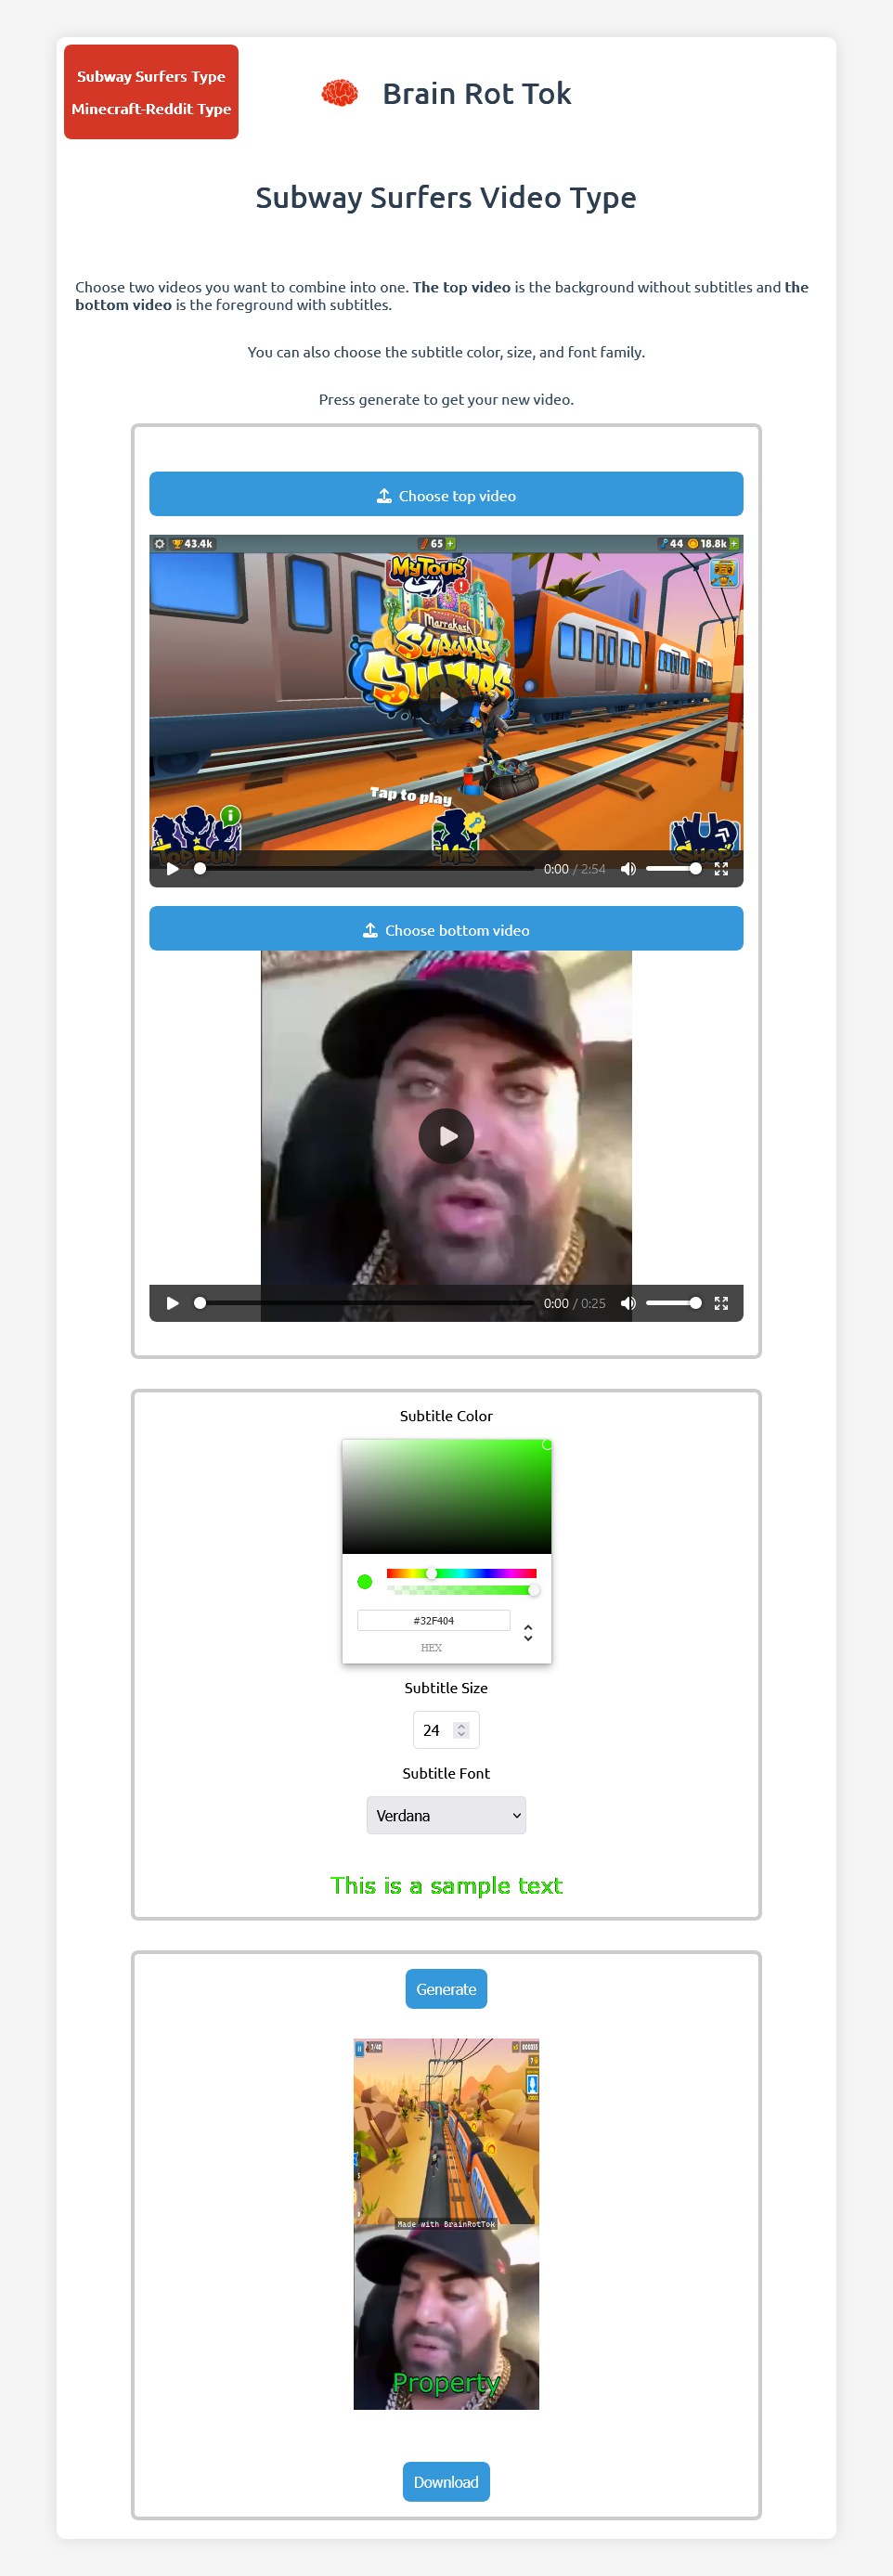 Subway Surfers Type
Minecraft-Reddit Type
Brain Rot Tok
Subway Surfers Video Type
Choose two videos you want to combine into one. The top video is the background without subtitles and the
bottom video is the foreground with subtitles.
You can also choose the subtitle color, size, and font family.
Press generate to get your new video.
Choose top video
43.4k
65 +
44 18.8k +
MY TOUR
Marrakesh
SUBWAY
SURFERS
Tap to play
TOP RUN
ME
SHOP
0:00 / 2:54
Choose bottom video
0:00 / 0:25
Subtitle Color
#32F404
HEX
Subtitle Size
24
Subtitle Font
Verdana
This is a sample text
Generate
Made with BrainRotTok
Property
Download